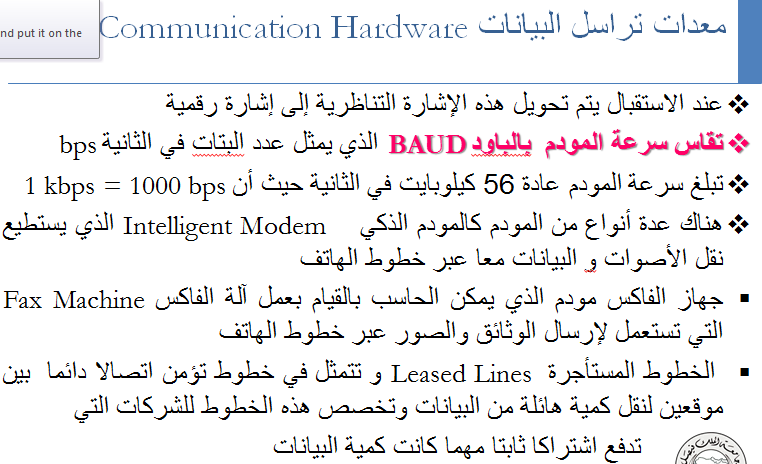 nd put it on the
معدات تراسل البيانات Communication Hardware
❖ عند الاستقبال يتم تحويل هذه الإشارة التناظرية إلى إشارة رقمية
❖ تقاس سرعة المودم بالباود BAUD الذي يمثل عدد البتات في الثانية bps
❖ تبلغ سرعة المودم عادة 56 كيلوبايت في الثانية حيث أن 1 kbps = 1000 bps
❖ هناك عدة أنواع من المودم كالمودم الذكي Intelligent Modem الذي يستطيع
نقل الأصوات و البيانات معا عبر خطوط الهاتف
▪ جهاز الفاكس مودم الذي يمكن الحاسب بالقيام بعمل آلة الفاكس Fax Machine
التي تستعمل لإرسال الوثائق والصور عبر خطوط الهاتف
▪ الخطوط المستأجرة Leased Lines و تتمثل في خطوط تؤمن اتصالا دائما بين
موقعين لنقل كمية هائلة من البيانات وتخصص هذه الخطوط للشركات التي
تدفع اشتراكا ثابتا مهما كانت كمية البيانات